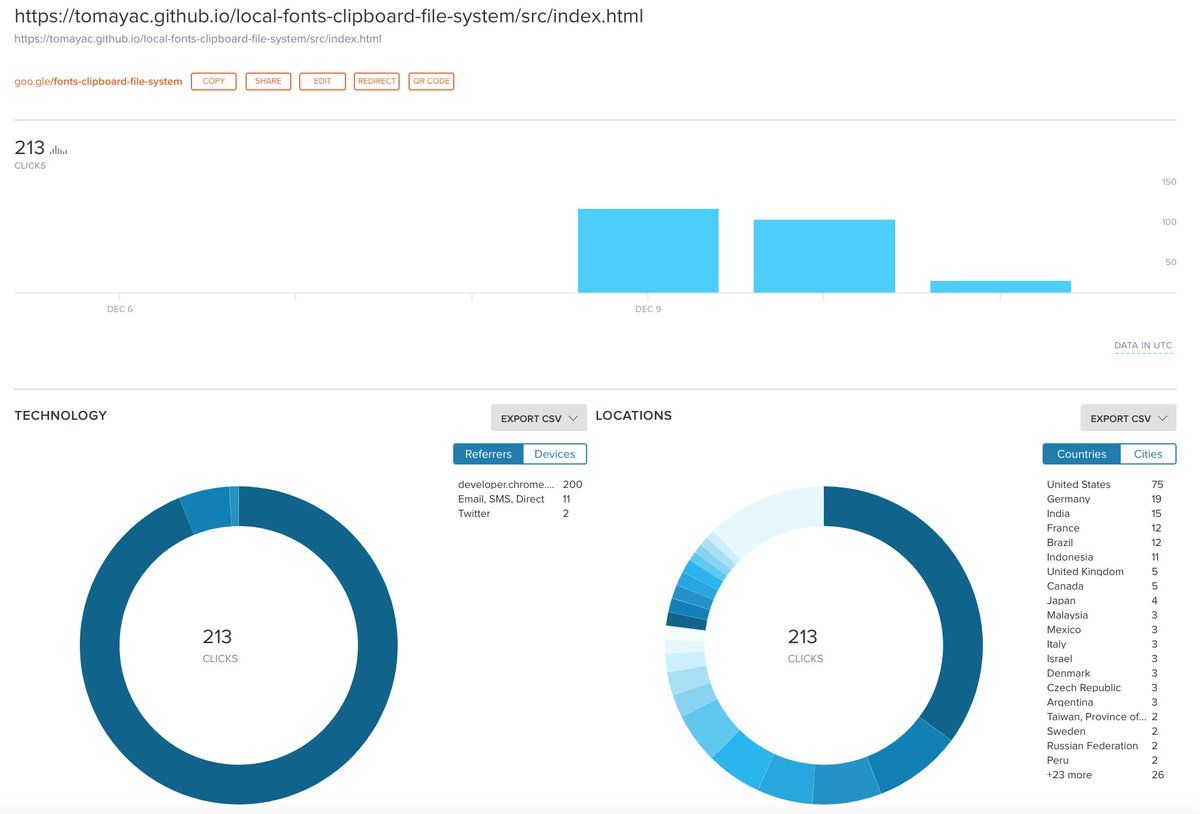 https://tomayac.github.io/local-fonts-clipboard-file-system/src/index.html
https://tomayac.github.io/local-fonts-clipboard-file-system/src/index.html
goo.gle/fonts-clipboard-file-system COPY SHARE EDIT REDIRECT QR CODE
213
CLICKS
150
100
50
DEC 6 DEC 9
DATA IN UTC
TECHNOLOGY EXPORT CSV
Referrers Devices
developer.chrome.... 200
Email, SMS, Direct 11
Twitter 2
213
CLICKS
LOCATIONS EXPORT CSV
Countries Cities
United States 75
Germany 19
India 15
France 12
Brazil 12
Indonesia 11
United Kingdom 5
Canada 5
Japan 4
Malaysia 3
Mexico 3
Italy 3
Israel 3
Denmark 3
Czech Republic 3
Argentina 3
Taiwan, Province of... 2
Sweden 2
Russian Federation 2
Peru 2
+23 more 26
213
CLICKS